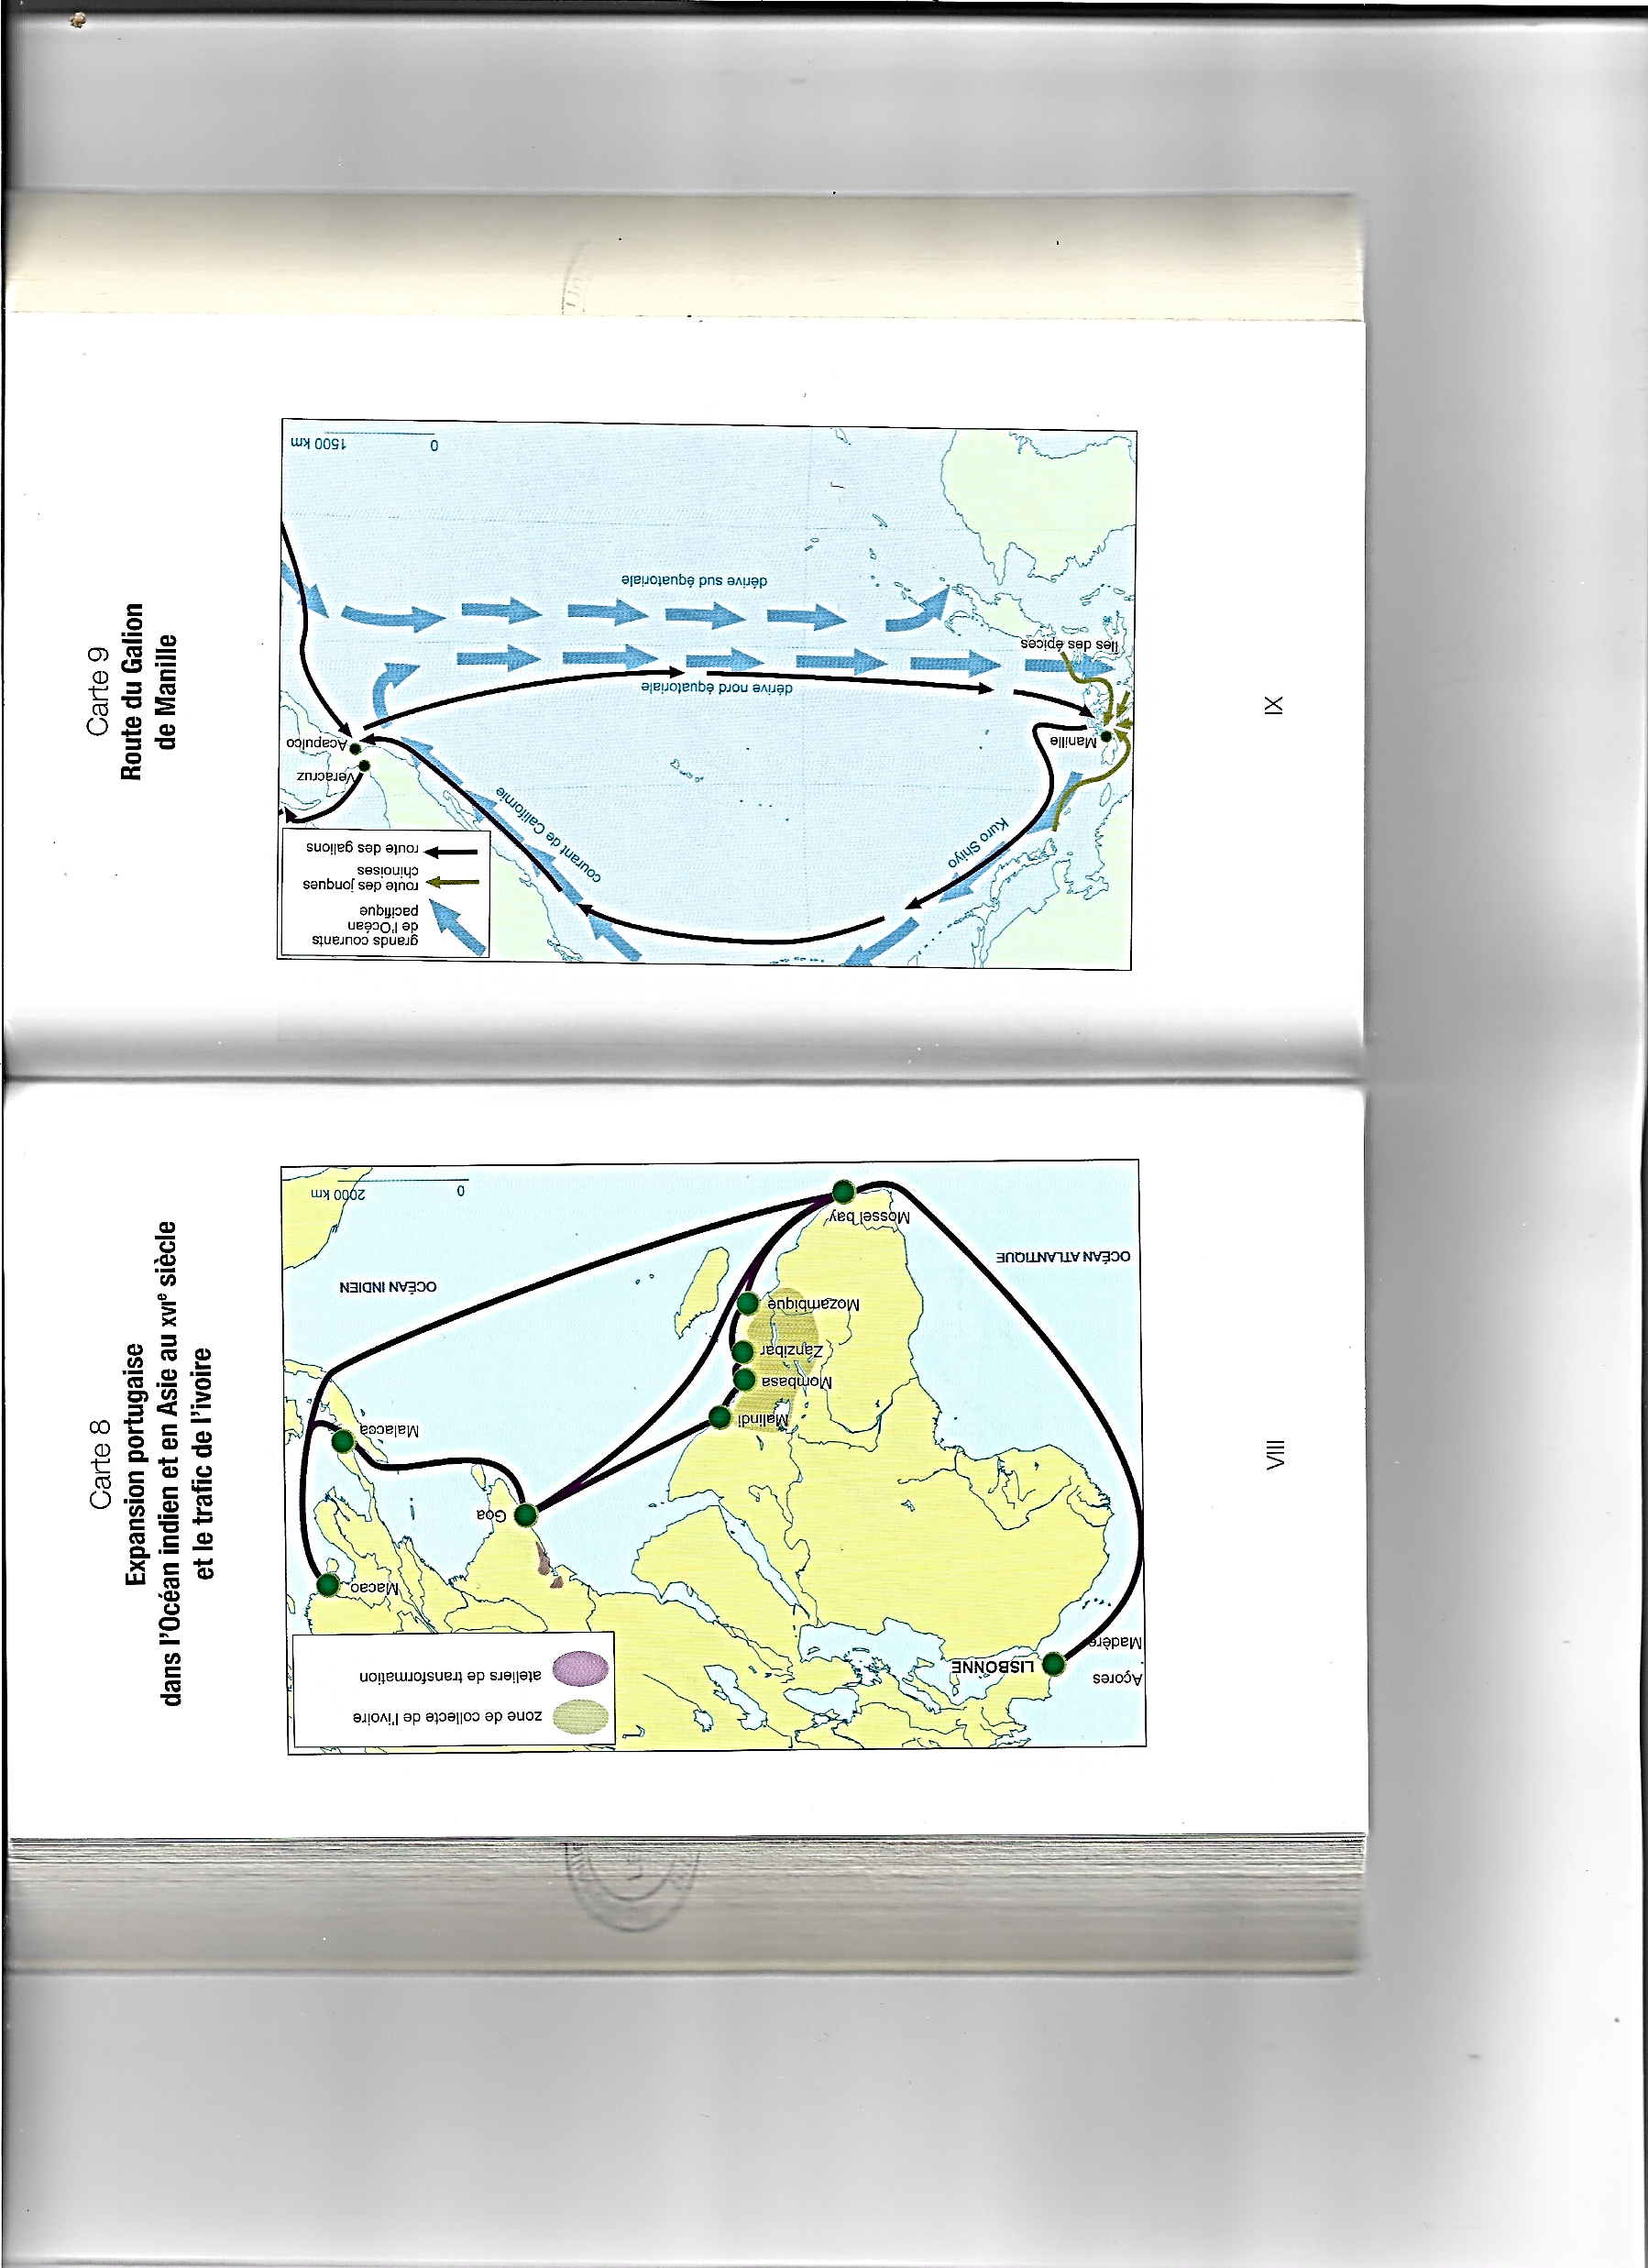 Carte 8
Expansion portugaise
dans l'Océan indien et en Asie au XVIe siècle
et le trafic de l'ivoire
zone de collecte de l'ivoire
ateliers de transformation
Açores
Madère
LISBONNE
Macao
Goa
Malacca
Malindi
Mombasa
Zanzibar
Mozambique
OCÉAN INDIEN
OCÉAN ATLANTIQUE
Mossel bay
0
2000 km
VIII
Carte 9
Route du Galion
de Manille
grands courants
de l'Océan
pacifique
route des jonques
chinoises
route des galions
Kuro Shiyo
courant de Californie
Veracruz
Acapulco
Manille
dérive nord équatoriale
Iles des épices
dérive sud équatoriale
0
1500 km
IX